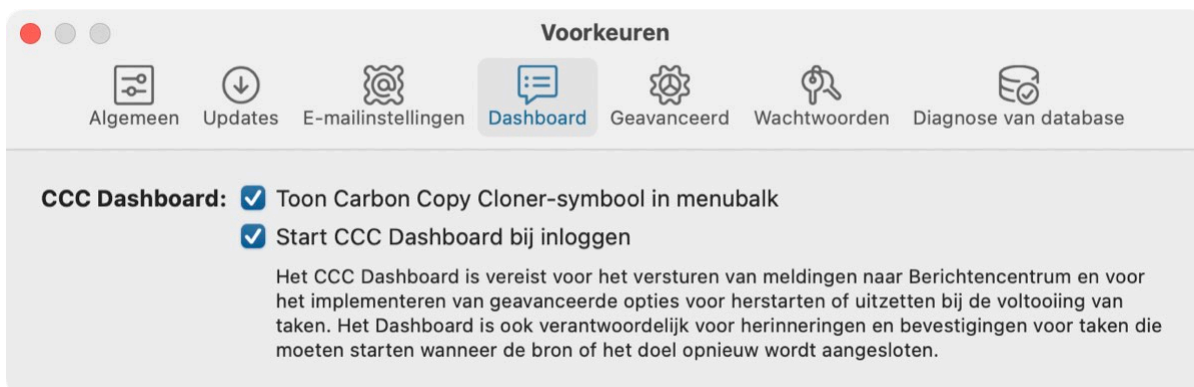 Voorkeuren
Algemeen Updates E-mailinstellingen Dashboard Geavanceerd Wachtwoorden Diagnose van database
CCC Dashboard: Toon Carbon Copy Cloner-symbool in menubalk
Start CCC Dashboard bij inloggen
Het CCC Dashboard is vereist voor het versturen van meldingen naar Berichtencentrum en voor
het implementeren van geavanceerde opties voor herstarten of uitzetten bij de voltooiing van
taken. Het Dashboard is ook verantwoordelijk voor herinneringen en bevestigingen voor taken die
moeten starten wanneer de bron of het doel opnieuw wordt aangesloten.